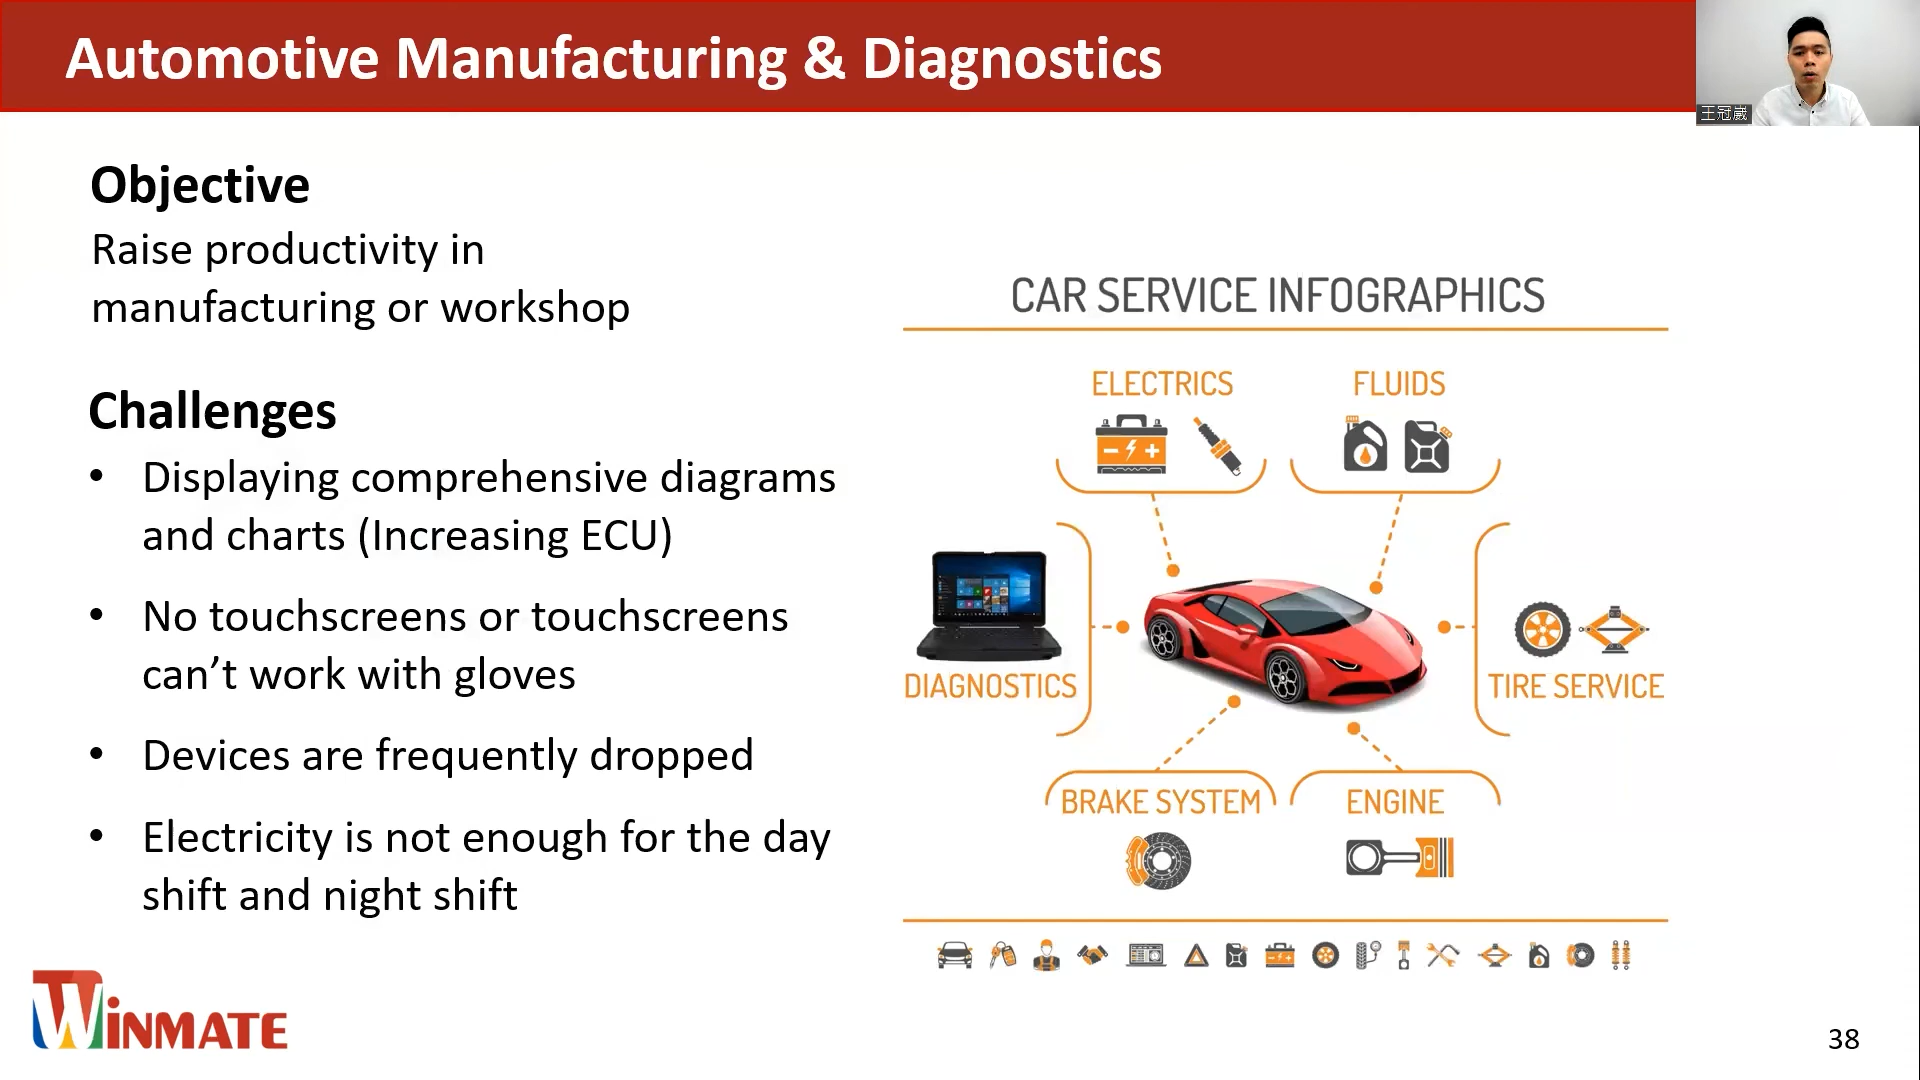 Automotive Manufacturing & Diagnostics
王冠崴
Objective
Raise productivity in
manufacturing or workshop
Challenges
• Displaying comprehensive diagrams
and charts (Increasing ECU)
• No touchscreens or touchscreens
can’t work with gloves
• Devices are frequently dropped
• Electricity is not enough for the day
shift and night shift
CAR SERVICE INFOGRAPHICS
ELECTRICS
FLUIDS
DIAGNOSTICS
TIRE SERVICE
BRAKE SYSTEM
ENGINE
WINMATE
38